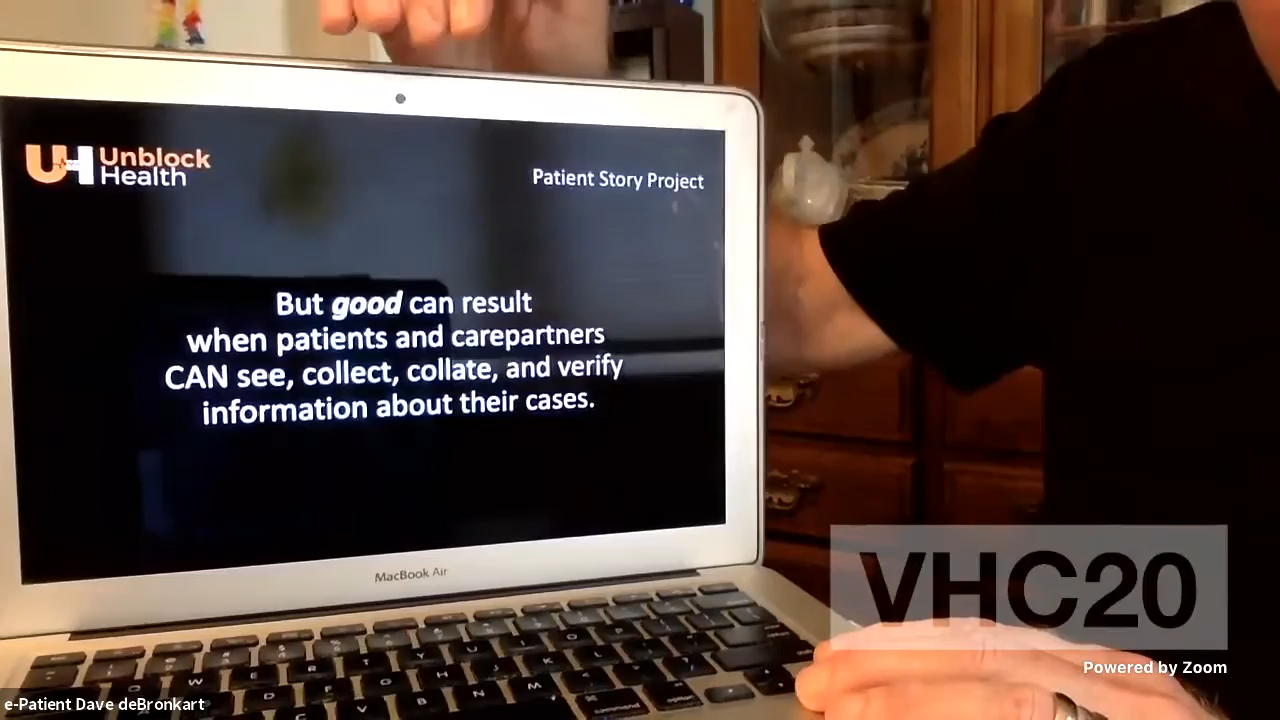 UH Unblock
Health
Patient Story Project
But good can result
when patients and carepartners
CAN see, collect, collate, and verify
information about their cases.
MacBook Air
W E R T Y U O P
D F G H J K L
C V B N M
VHC20
Powered by Zoom
e-Patient Dave deBronkart